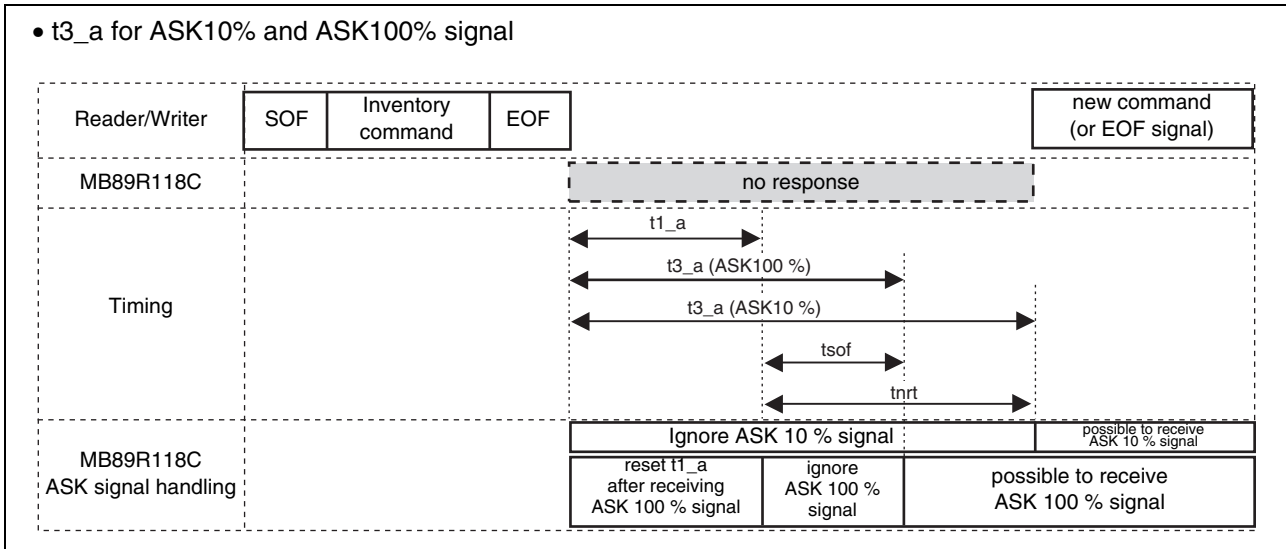 • t3_a for ASK10% and ASK100% signal
Reader/Writer
SOF
Inventory
command
EOF
new command
(or EOF signal)
MB89R118C
no response
Timing
t1_a
t3_a (ASK100 %)
t3_a (ASK10 %)
tsof
tnrt
MB89R118C
ASK signal handling
Ignore ASK 10 % signal
possible to receive
ASK 10 % signal
reset t1_a
after receiving
ASK 100 % signal
ignore
ASK 100 %
signal
possible to receive
ASK 100 % signal